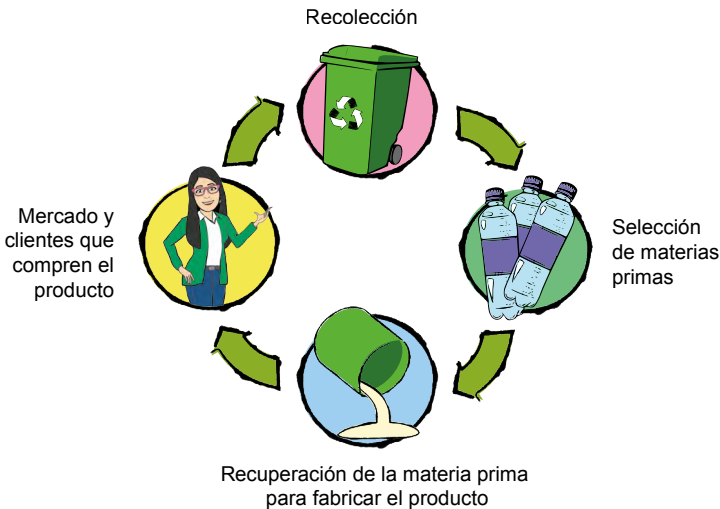 Recolección
Selección
de materias
primas
Recuperación de la materia prima
para fabricar el producto
Mercado y
clientes que
compren el
producto